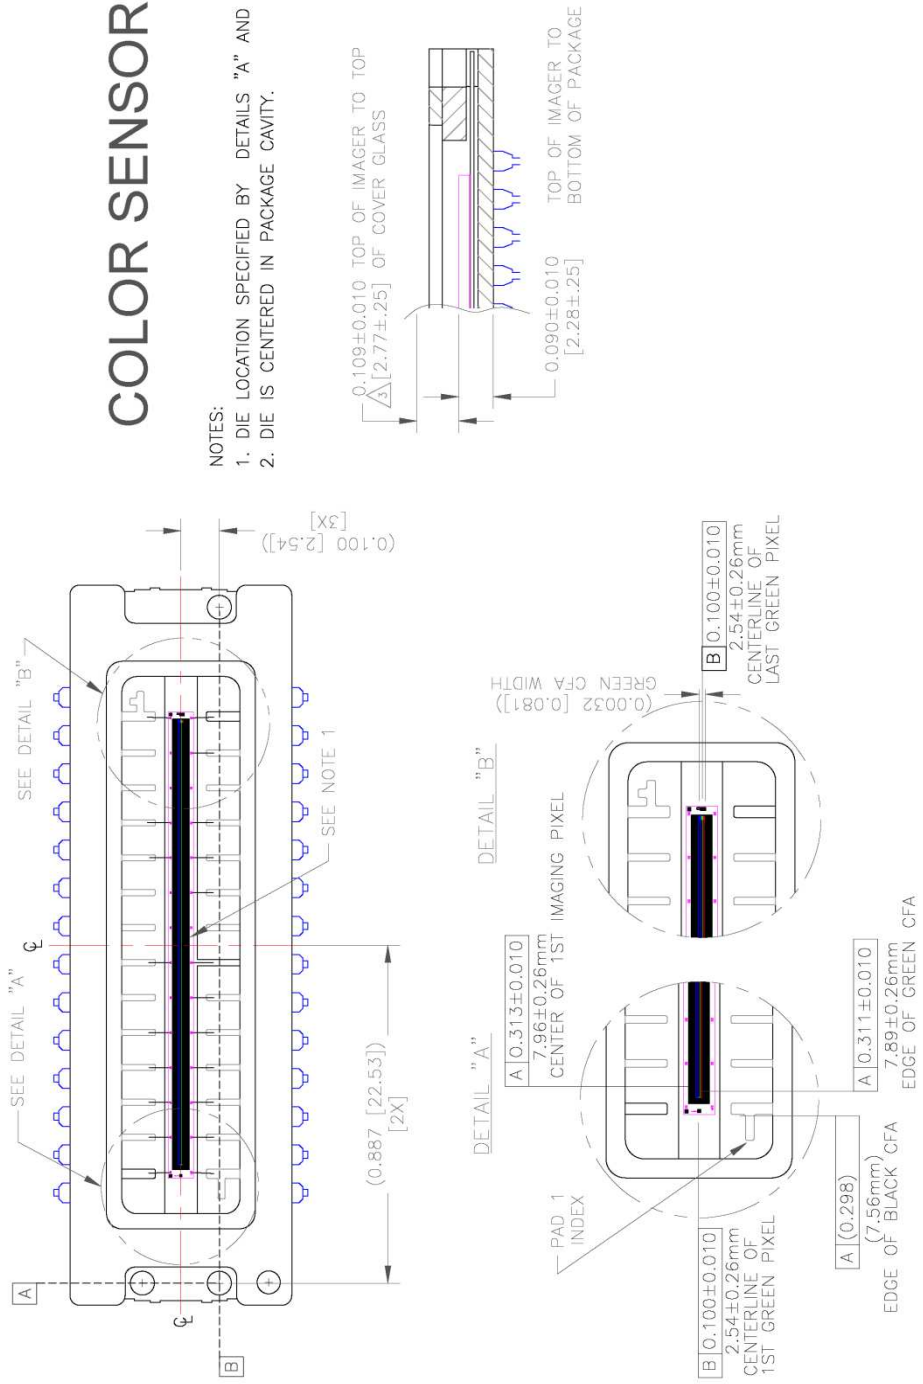 COLOR SENSOR
NOTES:
1. DIE LOCATION SPECIFIED BY DETAILS "A" AND
2. DIE IS CENTERED IN PACKAGE CAVITY.
0.109±0.010 TOP OF IMAGER TO TOP
3 [2.77±.25] OF COVER GLASS
0.090±0.010 TOP OF IMAGER TO
[2.28±.25] BOTTOM OF PACKAGE
SEE DETAIL "A"
SEE DETAIL "B"
A
B
℄
℄
(0.100 [2.54])
[3X]
SEE NOTE 1
(0.887 [22.53])
[2X]
DETAIL "A"
A 0.313±0.010
7.96±0.26mm
CENTER OF 1ST IMAGING PIXEL
PAD 1
INDEX
B 0.100±0.010
2.54±0.26mm
CENTERLINE OF
1ST GREEN PIXEL
A (0.298)
(7.56mm)
EDGE OF BLACK CFA
A 0.311±0.010
7.89±0.26mm
EDGE OF GREEN CFA
DETAIL "B"
(0.0032 [0.081])
GREEN CFA WIDTH
B 0.100±0.010
2.54±0.26mm
CENTERLINE OF
LAST GREEN PIXEL